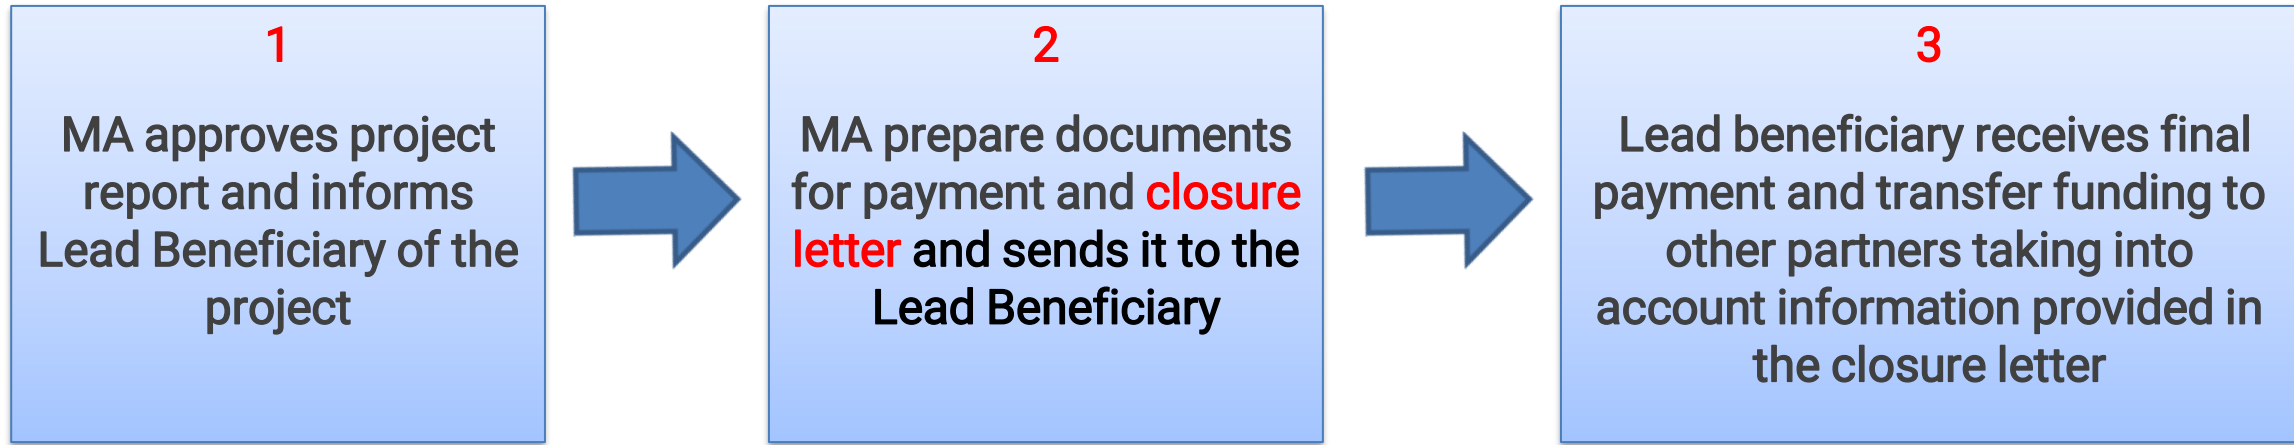 1
MA approves project
report and informs
Lead Beneficiary of the
project
2
MA prepare documents
for payment and closure
letter and sends it to the
Lead Beneficiary
3
Lead beneficiary receives final
payment and transfer funding to
other partners taking into
account information provided in
the closure letter